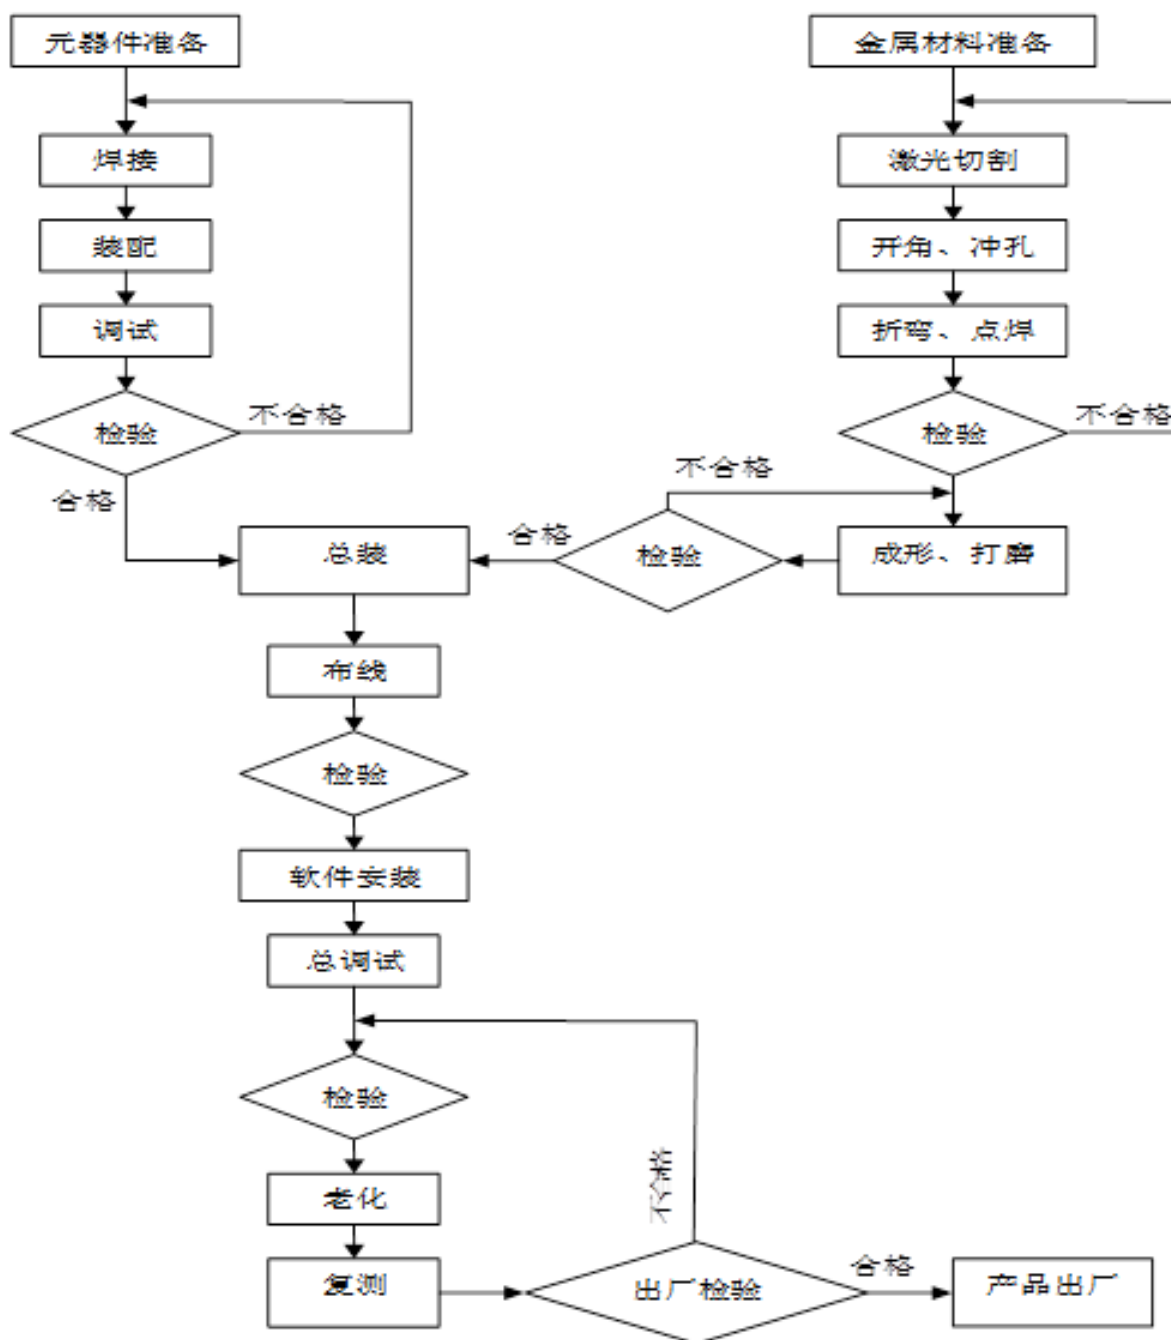 元器件准备
金属材料准备
焊接
激光切割
装配
开角、冲孔
调试
折弯、点焊
检验
不合格
检验
不合格
合格
不合格
总装
合格
检验
成形、打磨
布线
检验
软件安装
总调试
检验
不合格
老化
复测
出厂检验
合格
产品出厂